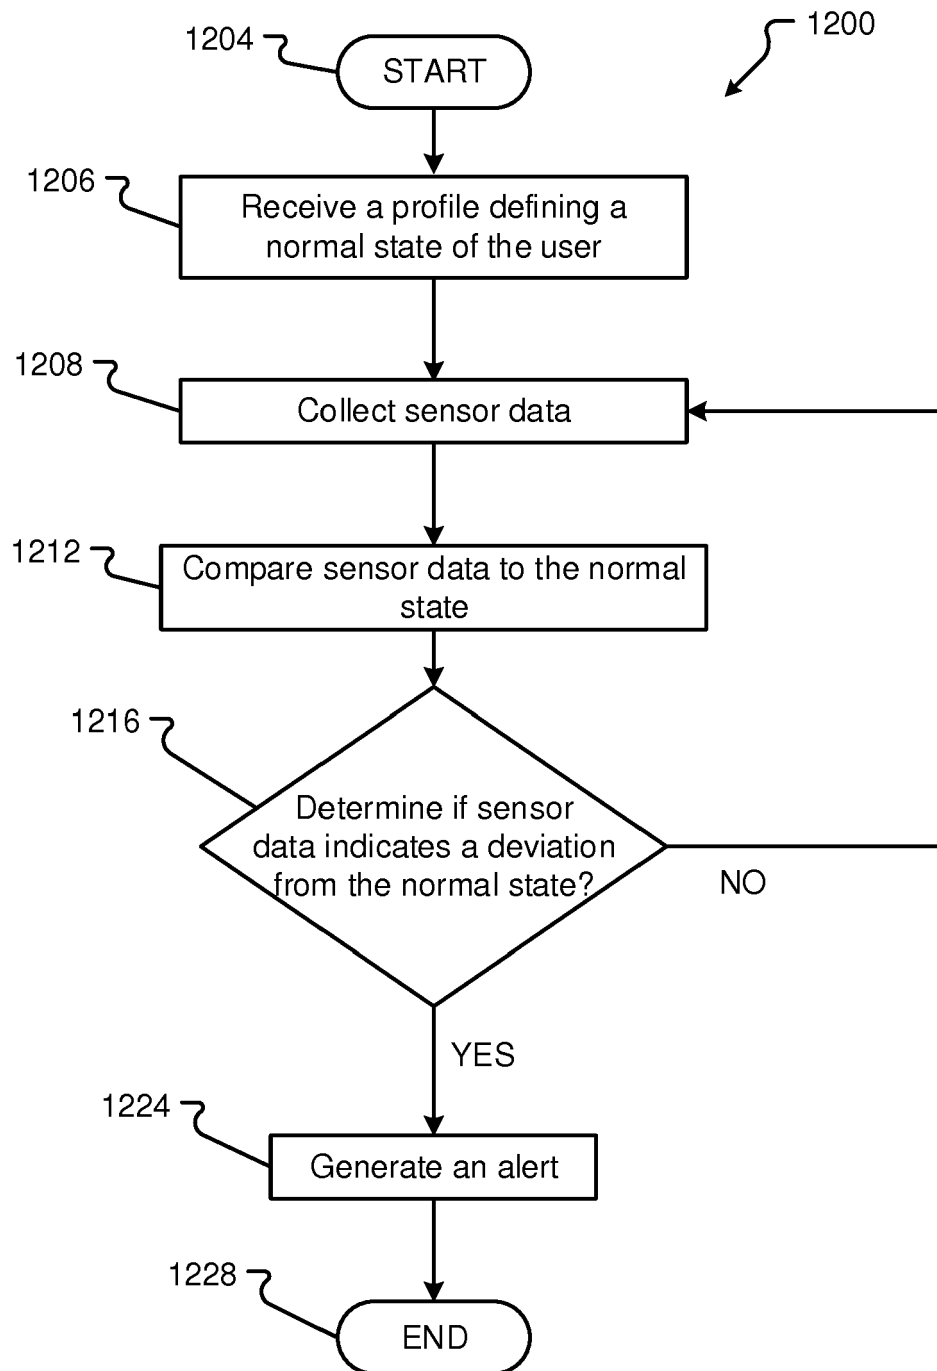 1200
1204
START
1206
Receive a profile defining a
normal state of the user
1208
Collect sensor data
1212
Compare sensor data to the normal
state
1216
Determine if sensor
data indicates a deviation
from the normal state?
NO
YES
1224
Generate an alert
1228
END